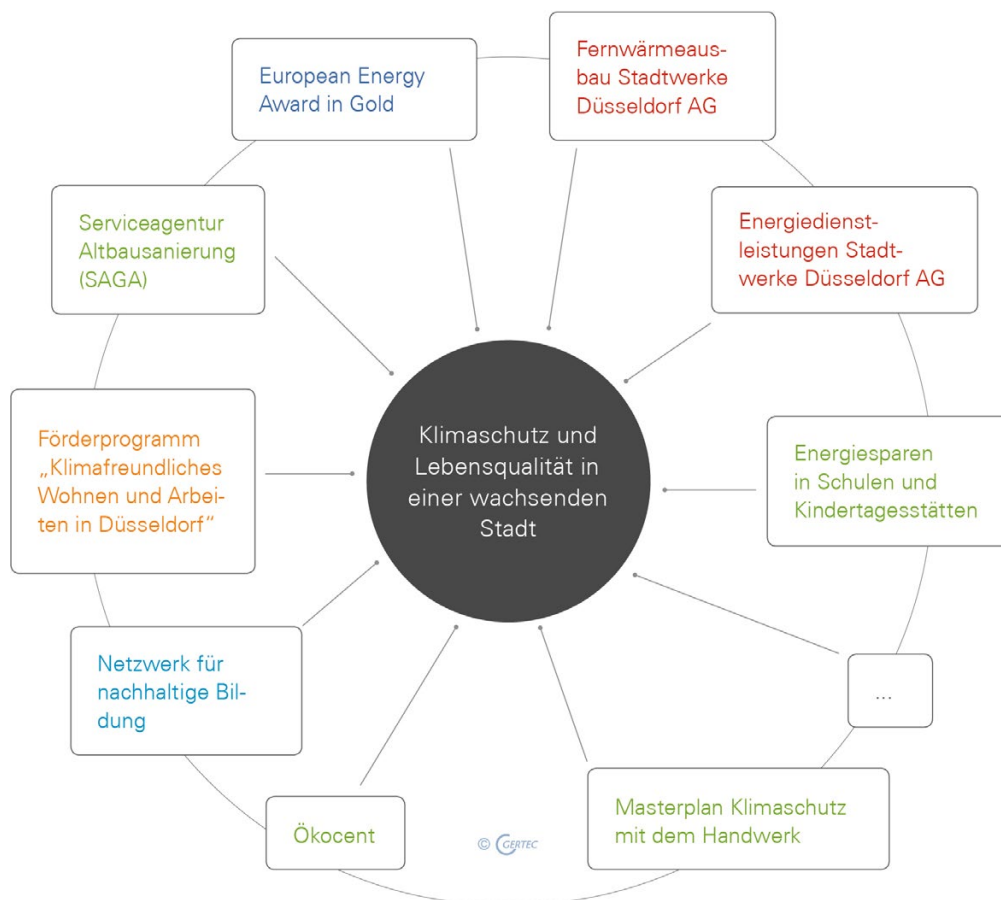 European Energy
Award in Gold
Fernwärmeaus-
bau Stadtwerke
Düsseldorf AG
Serviceagentur
Altbausanierung
(SAGA)
Energiedienst-
leistungen Stadt-
werke Düsseldorf AG
Klimaschutz und
Lebensqualität in
einer wachsenden
Stadt
Förderprogramm
„Klimafreundliches
Wohnen und Arbei-
ten in Düsseldorf“
Energiesparen
in Schulen und
Kindertagesstätten
Netzwerk für
nachhaltige Bil-
dung
...
Ökocent
Masterplan Klimaschutz
mit dem Handwerk
© GERTEC